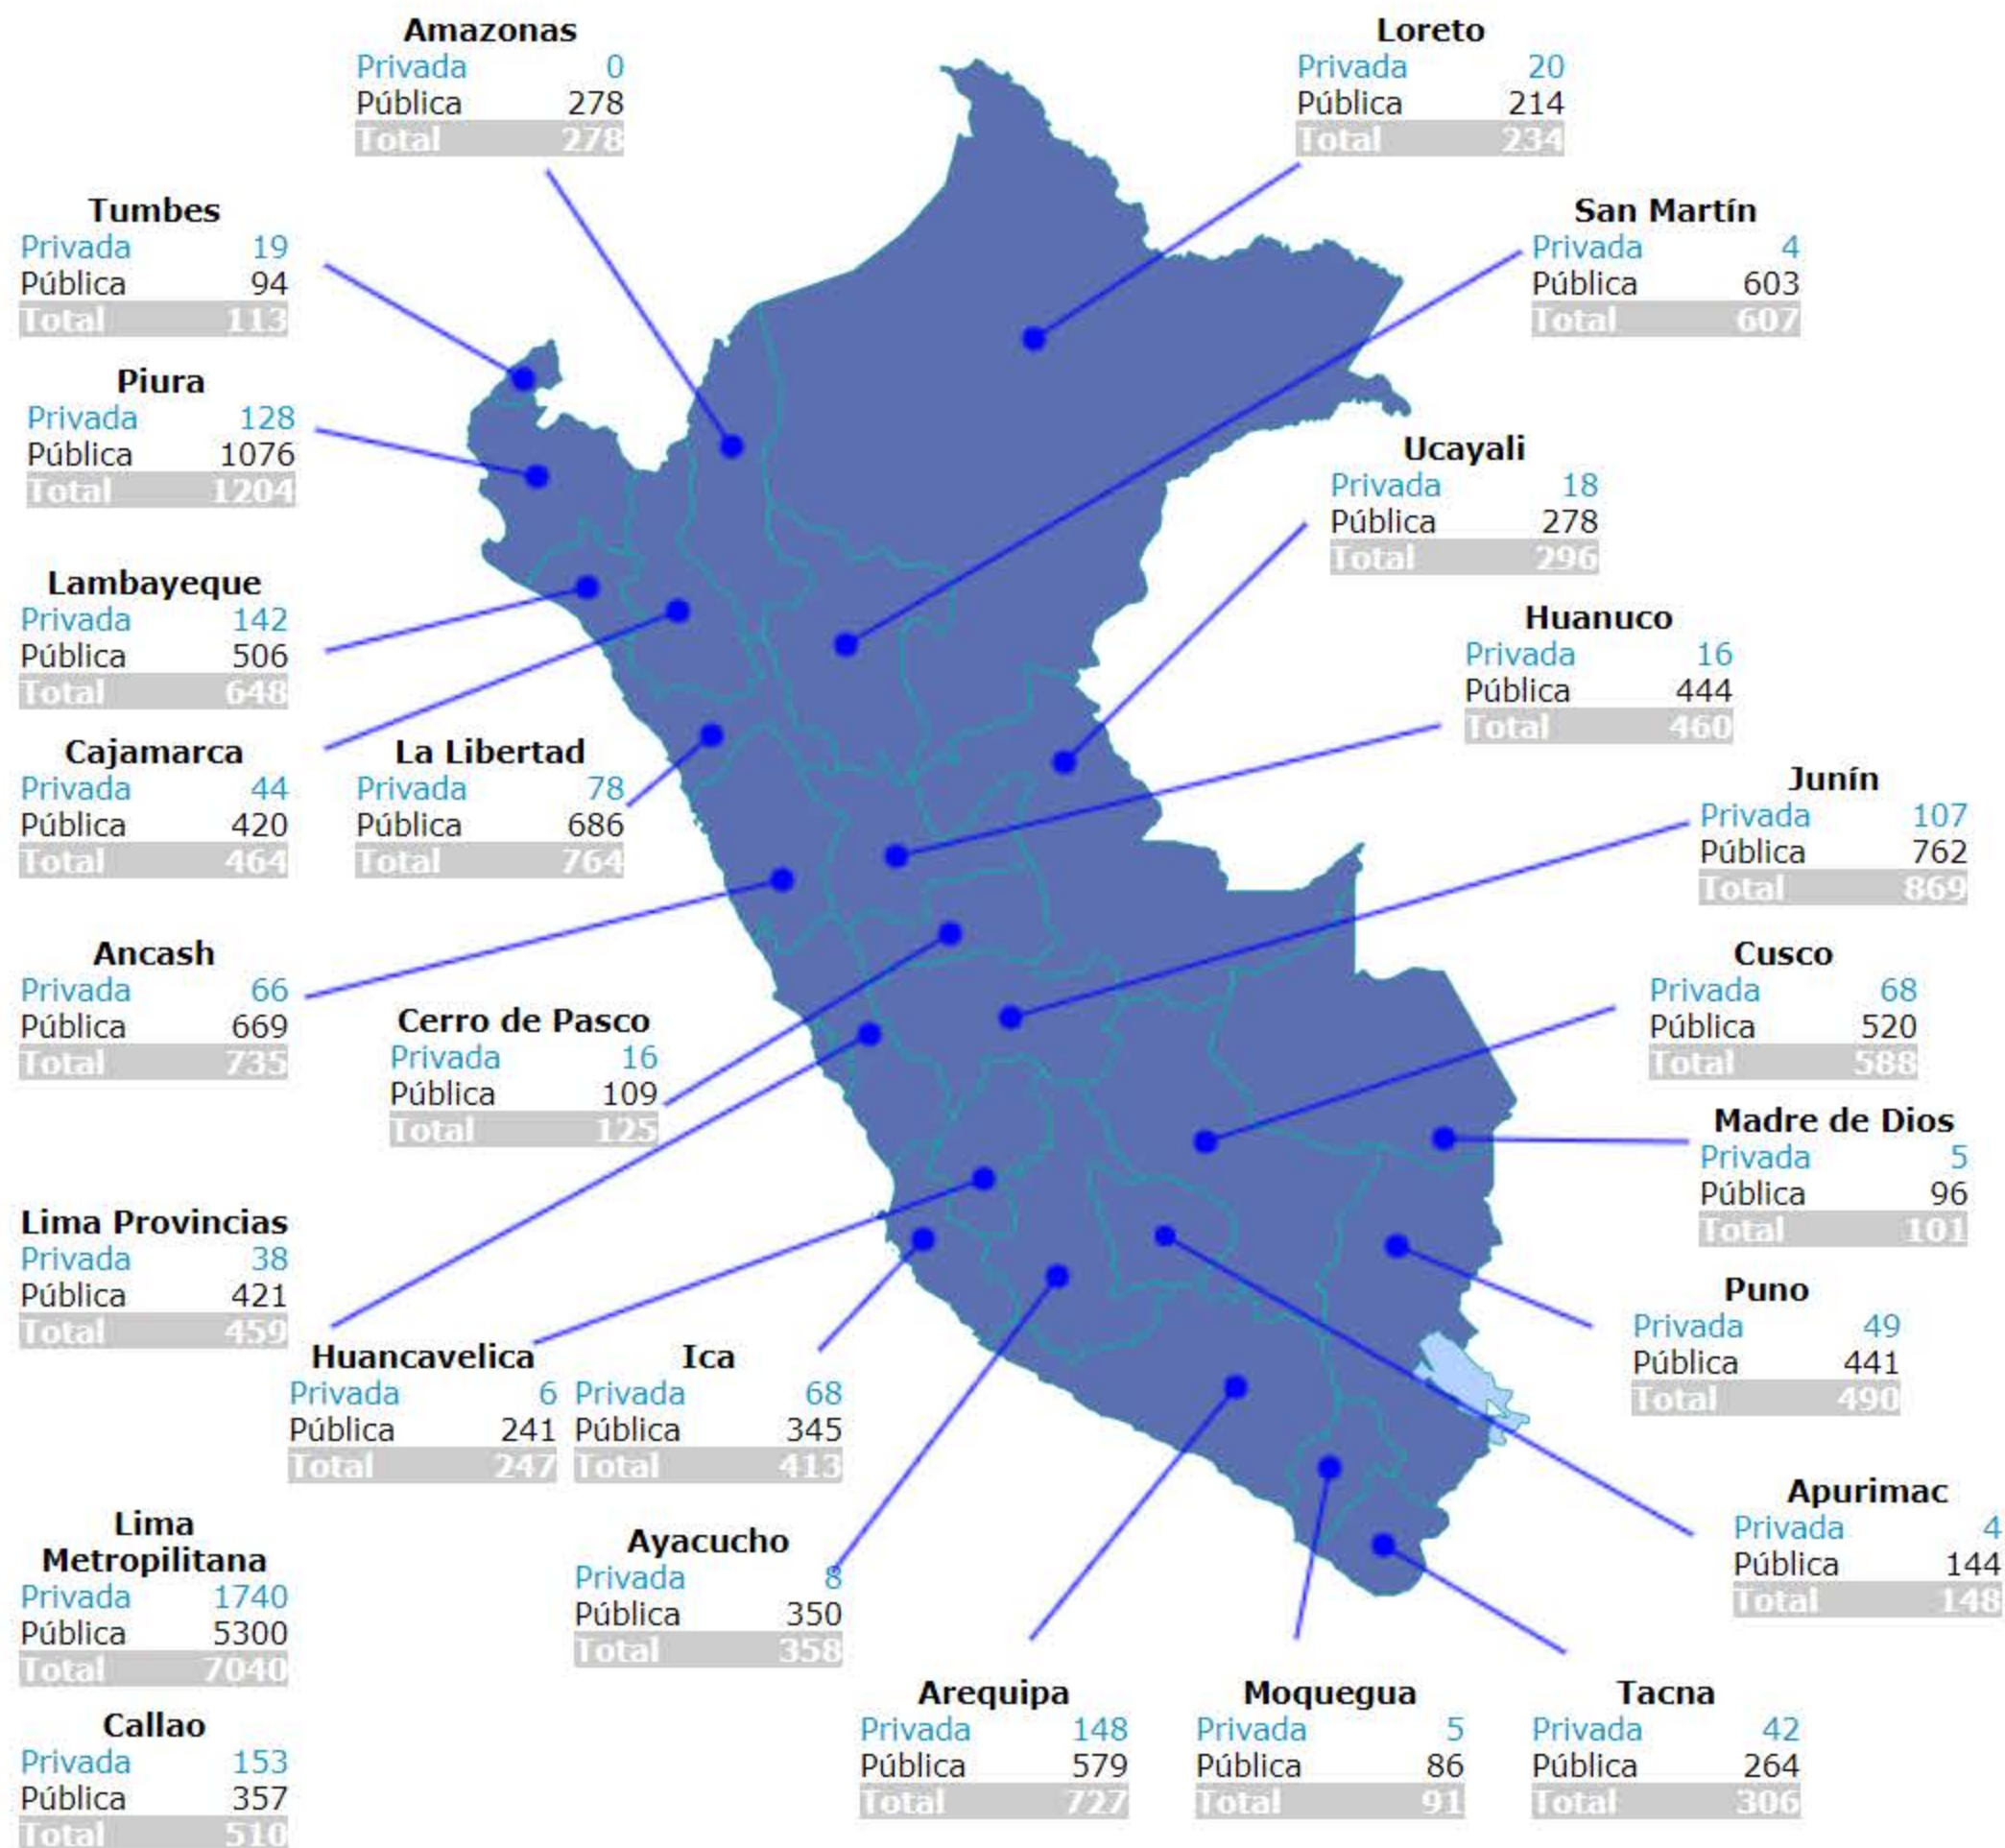 Amazonas
Privada 0
Pública 278
Total 278
Loreto
Privada 20
Pública 214
Total 234
Tumbes
Privada 19
Pública 94
Total 113
San Martín
Privada 4
Pública 603
Total 607
Piura
Privada 128
Pública 1076
Total 1204
Ucayali
Privada 18
Pública 278
Total 296
Lambayeque
Privada 142
Pública 506
Total 648
Huanuco
Privada 16
Pública 444
Total 460
Cajamarca
Privada 44
Pública 420
Total 464
La Libertad
Privada 78
Pública 686
Total 764
Junín
Privada 107
Pública 762
Total 869
Ancash
Privada 66
Pública 669
Total 735
Cerro de Pasco
Privada 16
Pública 109
Total 125
Cusco
Privada 68
Pública 520
Total 588
Madre de Dios
Privada 5
Pública 96
Total 101
Lima Provincias
Privada 38
Pública 421
Total 459
Puno
Privada 49
Pública 441
Total 490
Huancavelica
Privada 6
Pública 241
Total 247
Ica
Privada 68
Pública 345
Total 413
Apurimac
Privada 4
Pública 144
Total 148
Lima
Metropilitana
Privada 1740
Pública 5300
Total 7040
Ayacucho
Privada 8
Pública 350
Total 358
Callao
Privada 153
Pública 357
Total 510
Arequipa
Privada 148
Pública 579
Total 727
Moquegua
Privada 5
Pública 86
Total 91
Tacna
Privada 42
Pública 264
Total 306